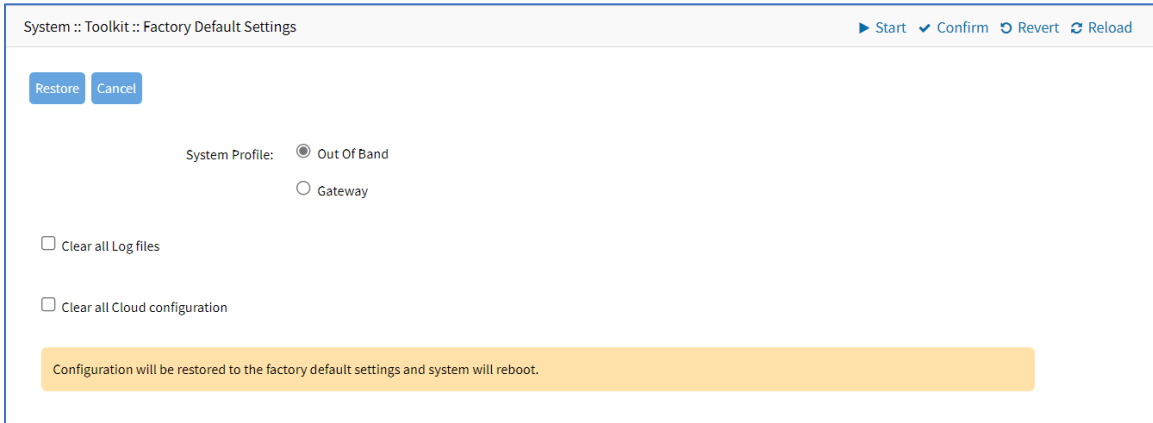 System :: Toolkit :: Factory Default Settings
Start Confirm Revert Reload
Restore Cancel
System Profile: Out Of Band
Gateway
Clear all Log files
Clear all Cloud configuration
Configuration will be restored to the factory default settings and system will reboot.